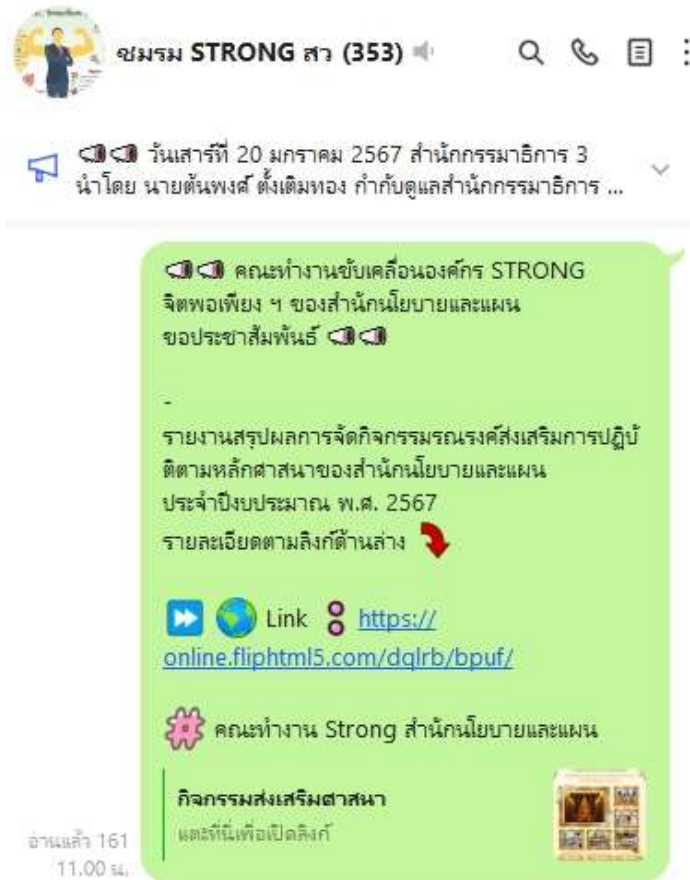 ชมรม STRONG สว (353)
วันเสาร์ที่ 20 มกราคม 2567 สำนักกรรมาธิการ 3
นำโดย นายต้นพงศ์ ตั้งเติมทอง กำกับดูแลสำนักกรรมาธิการ ...
คณะทำงานขับเคลื่อนองค์กร STRONG
จิตพอเพียง ฯ ของสำนักนโยบายและแผน
ขอประชาสัมพันธ์
-
รายงานสรุปผลการจัดกิจกรรมรณรงค์ส่งเสริมการปฏิบั
ติตามหลักศาสนาของสำนักนโยบายและแผน
ประจำปีงบประมาณ พ.ศ. 2567
รายละเอียดตามลิงก์ด้านล่าง
Link https://
online.fliphtml5.com/dqlrb/bpuf/
คณะทำงาน Strong สำนักนโยบายและแผน
กิจกรรมส่งเสริมศาสนา
แตะที่นี่เพื่อเปิดลิงก์
อ่านแล้ว 161
11.00 น.